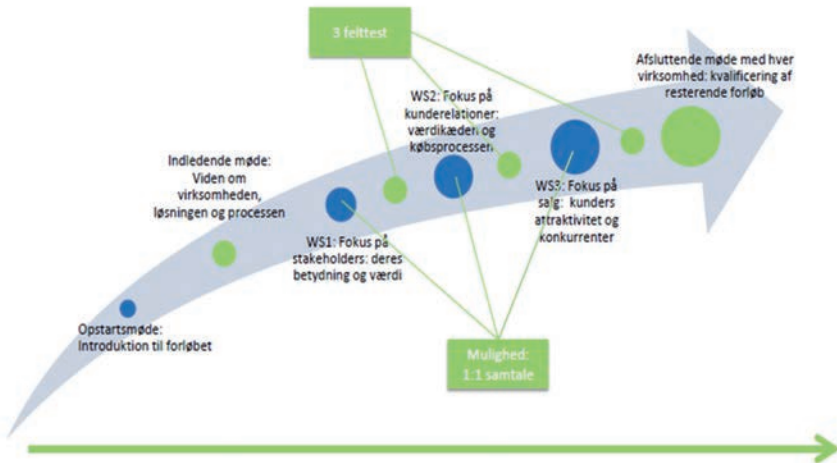 3 felttest
Afsluttende møde med hver
virksomhed: kvalificering af
resterende forløb
WS2: Fokus på
kunderelationer:
værdikæden og
købsprocessen
Indledende møde:
Viden om
virksomheden,
løsningen og processen
WS3: Fokus på
salg: kunders
attraktivitet og
konkurrenter
WS1: Fokus på
stakeholders: deres
betydning og værdi
Opstartsmøde:
Introduktion til forløbet
Mulighed:
1:1 samtale